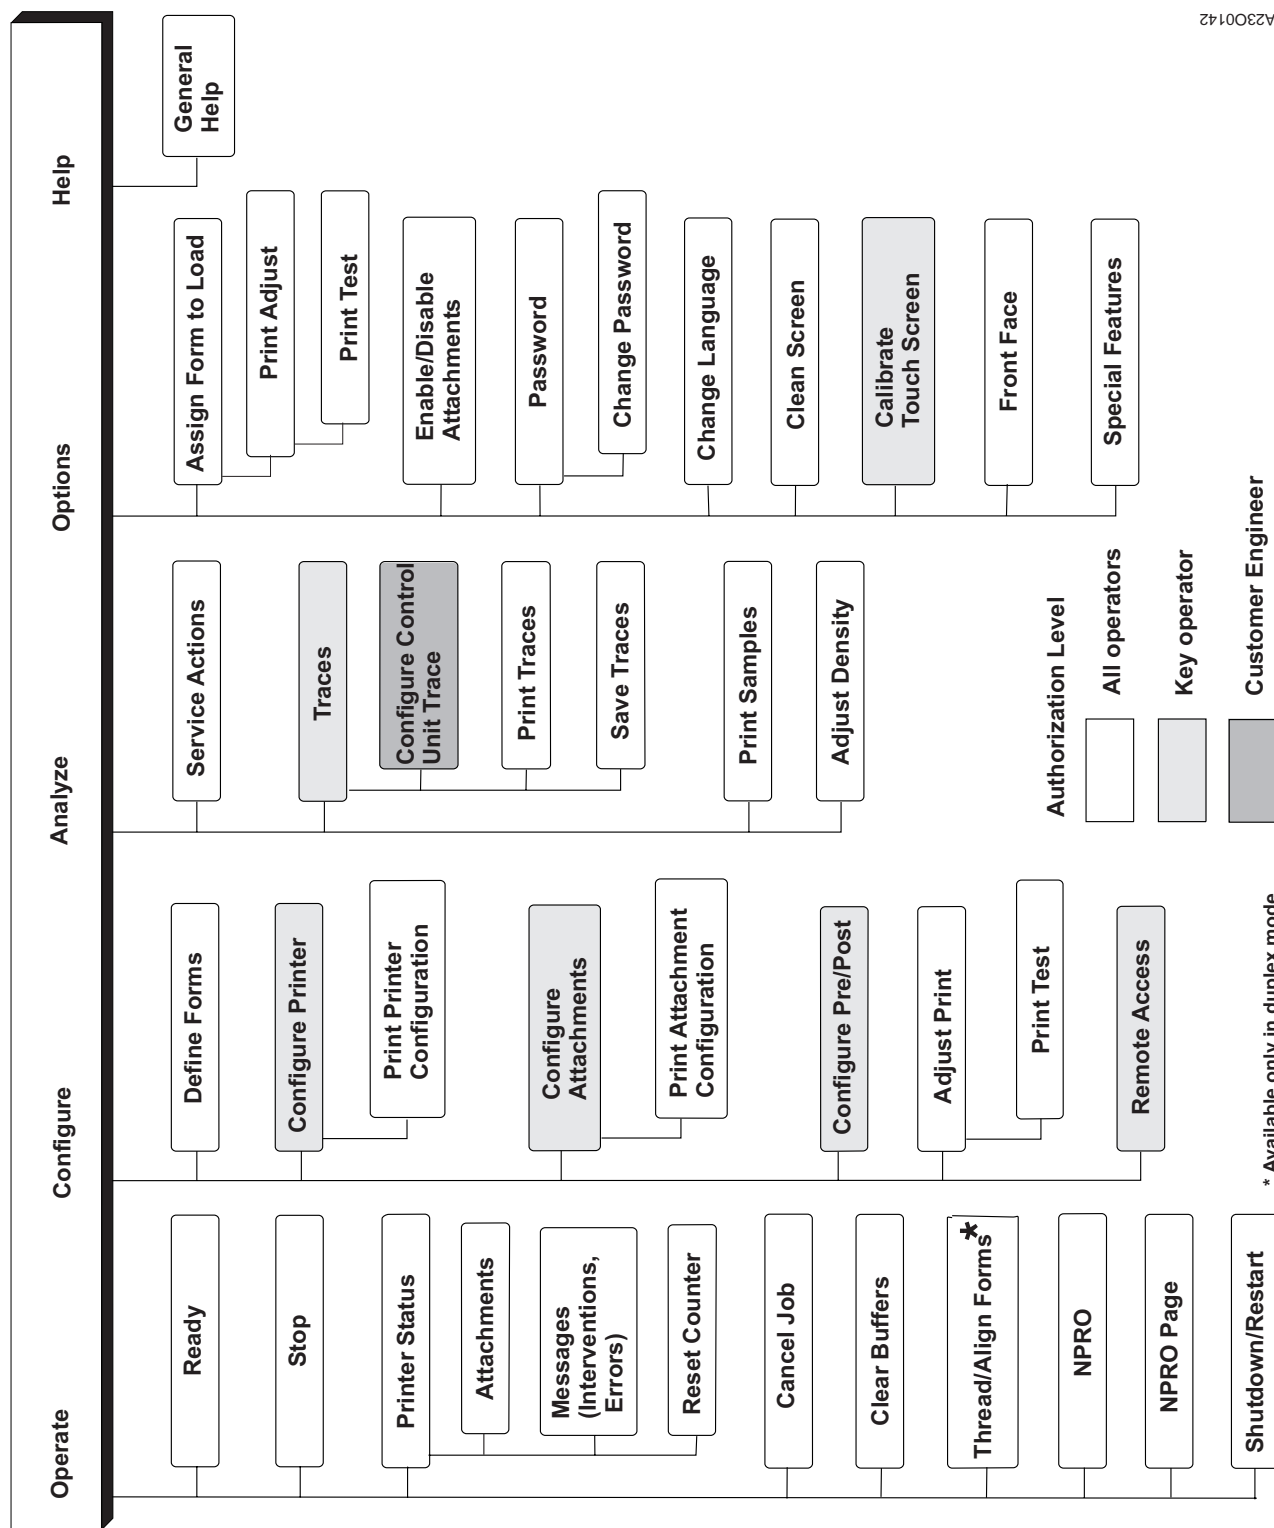 Operate
Configure
Analyze
Options
Help
Ready
Stop
Printer Status
Attachments
Messages
(Interventions,
Errors)
Reset Counter
Cancel Job
Clear Buffers
Thread/Align Forms*
NPRO
NPRO Page
Shutdown/Restart
Define Forms
Configure Printer
Print Printer
Configuration
Configure
Attachments
Print Attachment
Configuration
Configure Pre/Post
Adjust Print
Print Test
Remote Access
* Available only in duplex mode
Service Actions
Traces
Configure Control
Unit Trace
Print Traces
Save Traces
Print Samples
Adjust Density
Authorization Level
All operators
Key operator
Customer Engineer
Assign Form to Load
Print Adjust
Print Test
Enable/Disable
Attachments
Password
Change Password
Change Language
Clean Screen
Calibrate
Touch Screen
Front Face
Special Features
General
Help
A23O0142